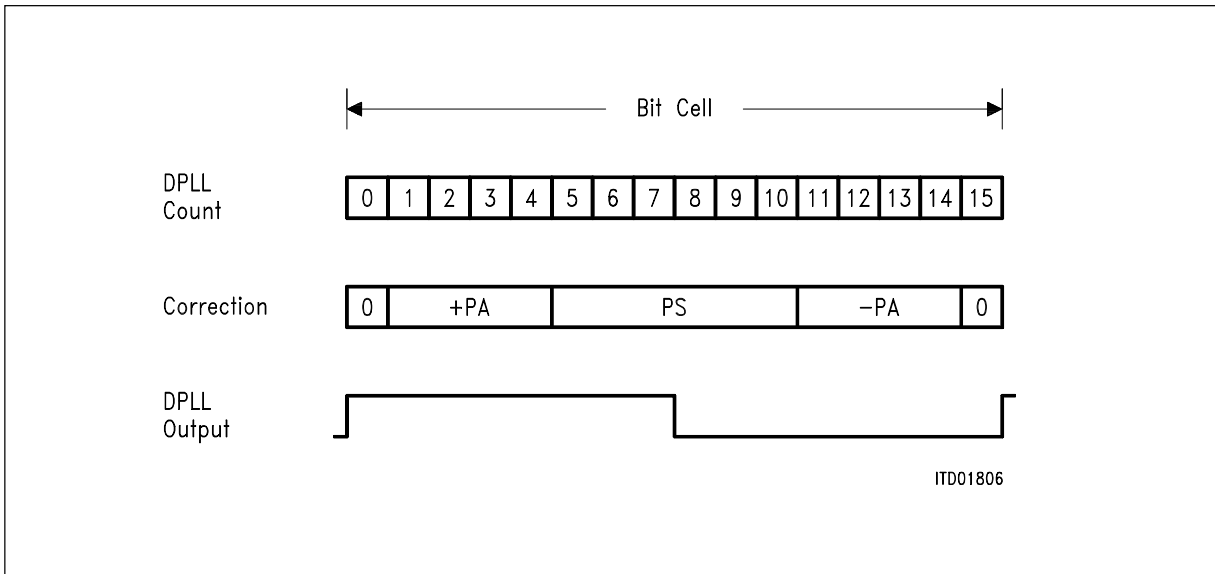 Bit Cell
DPLL
Count
0 1 2 3 4 5 6 7 8 9 10 11 12 13 14 15
Correction
0 +PA PS −PA 0
DPLL
Output
ITD01806